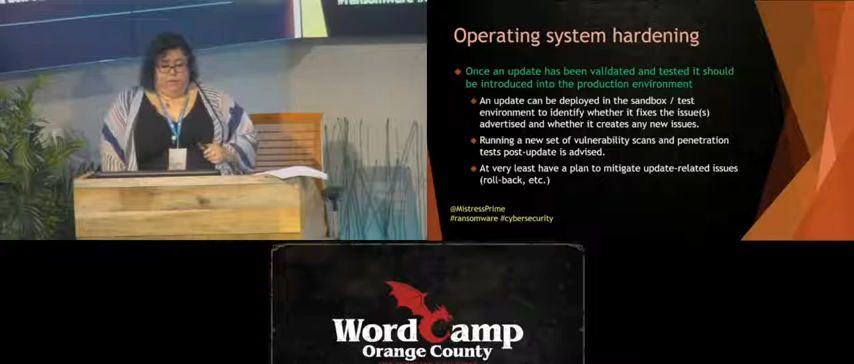 #ransomware
Operating system hardening
Once an update has been validated and tested it should
be introduced into the production environment
An update can be deployed in the sandbox / test
environment to identify whether it fixes the issue(s)
advertised and whether it creates any new issues.
Running a new set of vulnerability scans and penetration
tests post-update is advised.
At very least have a plan to mitigate update-related issues
(roll-back, etc.)
@MistressPrime
#ransomware #cybersecurity
WordCamp
Orange County